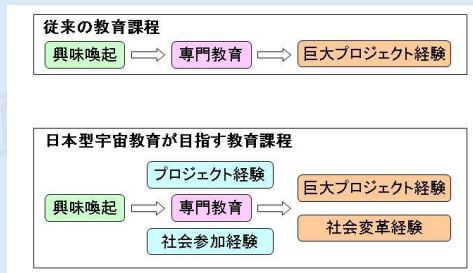 従来の教育課程
興味喚起 専門教育 巨大プロジェクト経験
日本型宇宙教育が目指す教育課程
プロジェクト経験
巨大プロジェクト経験
興味喚起 専門教育
社会変革経験
社会参加経験